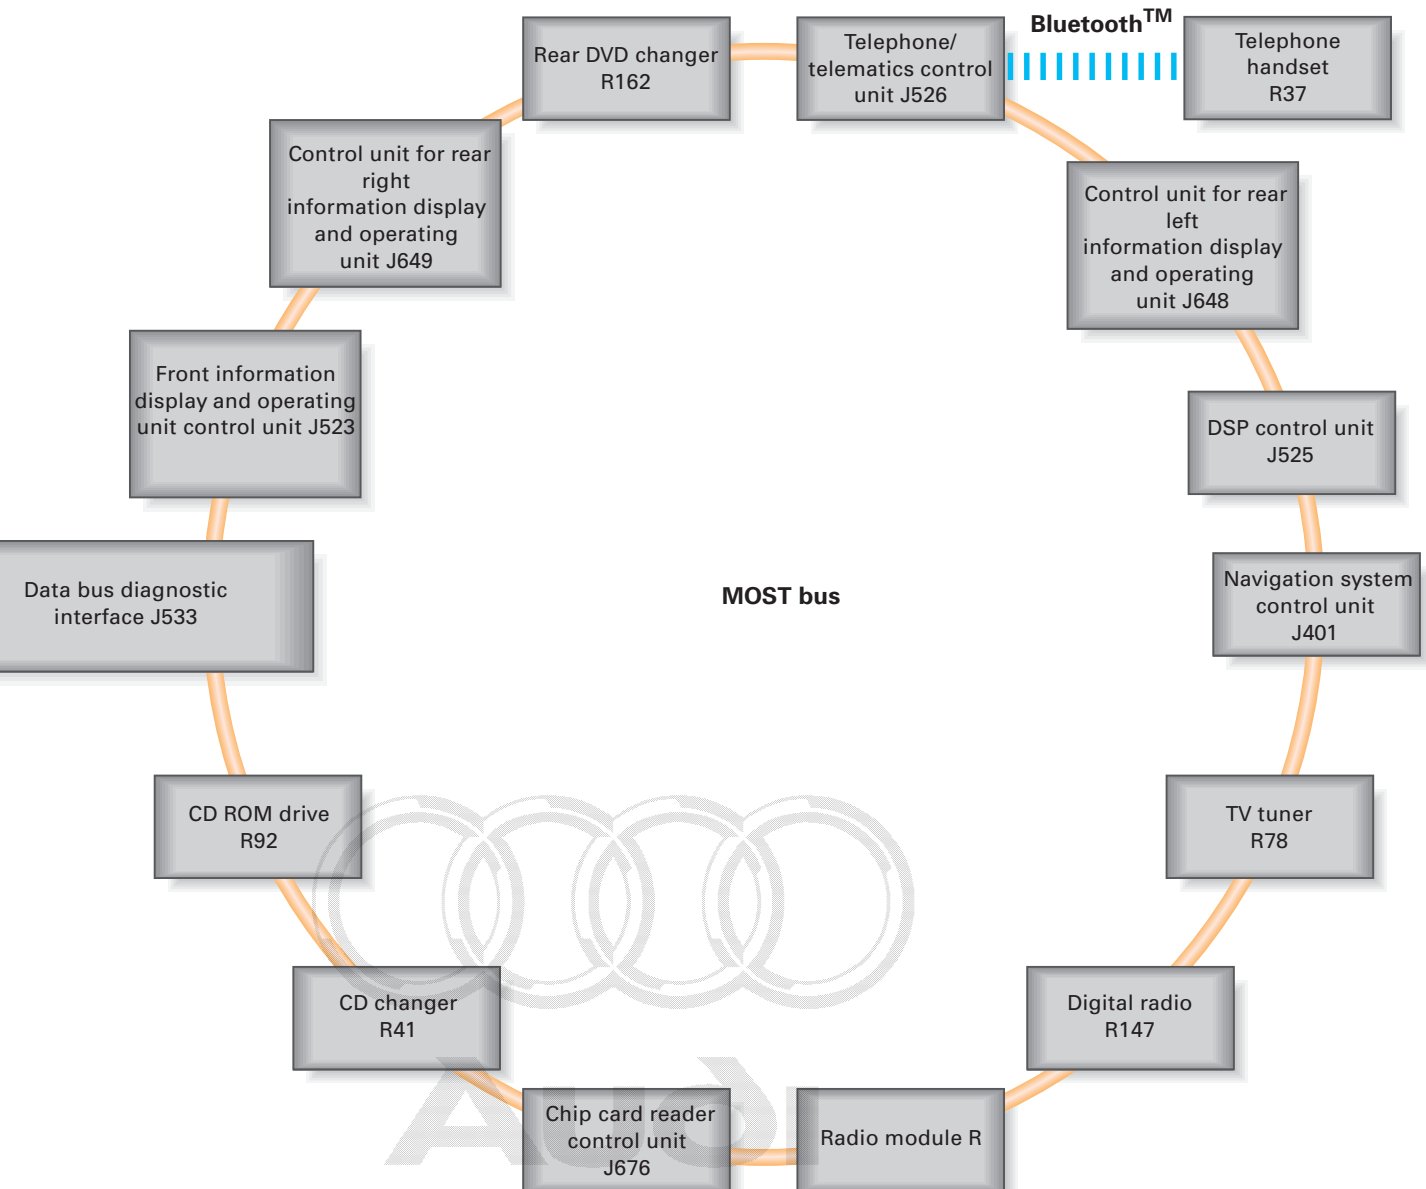 Bluetooth™
Rear DVD changer
R162
Telephone/
telematics control
unit J526
Telephone
handset
R37
Control unit for rear
right
information display
and operating
unit J649
Control unit for rear
left
information display
and operating
unit J648
Front information
display and operating
unit control unit J523
DSP control unit
J525
Data bus diagnostic
interface J533
MOST bus
Navigation system
control unit
J401
CD ROM drive
R92
TV tuner
R78
CD changer
R41
Digital radio
R147
Chip card reader
control unit
J676
Radio module R
Audi